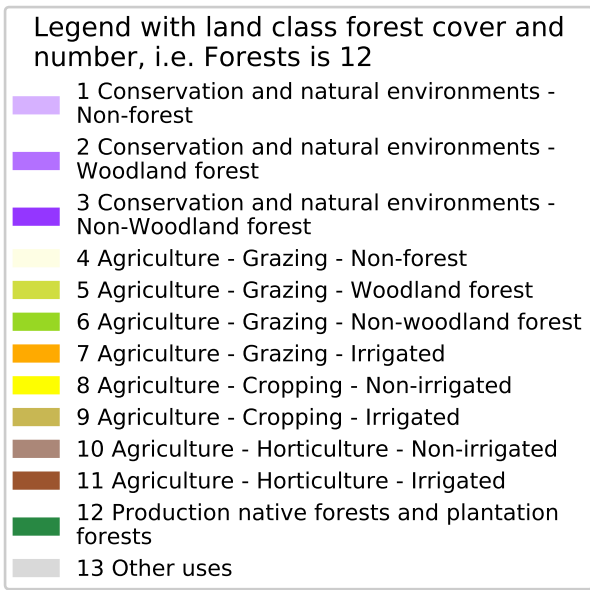 Legend with land class forest cover and
number, i.e. Forests is 12
1 Conservation and natural environments -
Non-forest
2 Conservation and natural environments -
Woodland forest
3 Conservation and natural environments -
Non-Woodland forest
4 Agriculture - Grazing - Non-forest
5 Agriculture - Grazing - Woodland forest
6 Agriculture - Grazing - Non-woodland forest
7 Agriculture - Grazing - Irrigated
8 Agriculture - Cropping - Non-irrigated
9 Agriculture - Cropping - Irrigated
10 Agriculture - Horticulture - Non-irrigated
11 Agriculture - Horticulture - Irrigated
12 Production native forests and plantation
forests
13 Other uses